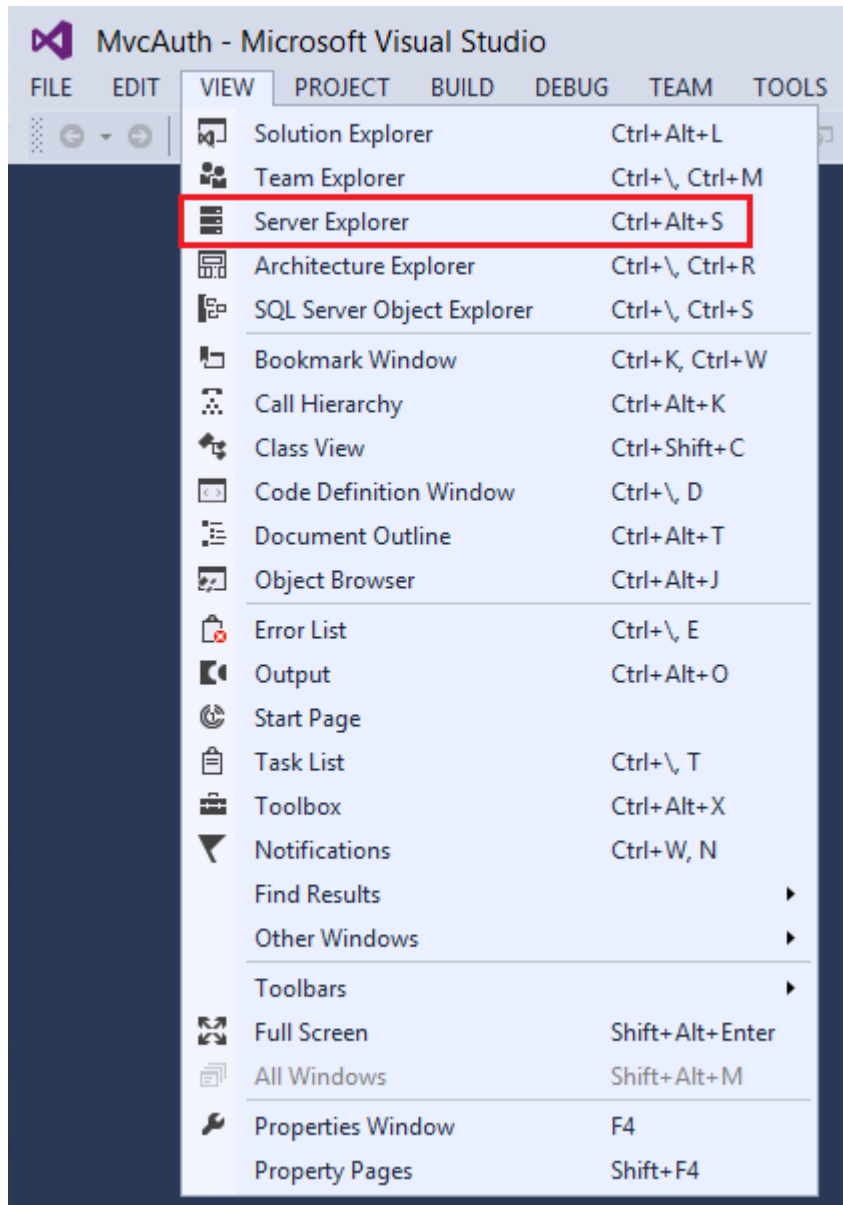 MvcAuth - Microsoft Visual Studio
FILE EDIT VIEW PROJECT BUILD DEBUG TEAM TOOLS
Solution Explorer Ctrl+Alt+L
Team Explorer Ctrl+\, Ctrl+M
Server Explorer Ctrl+Alt+S
Architecture Explorer Ctrl+\, Ctrl+R
SQL Server Object Explorer Ctrl+\, Ctrl+S
Bookmark Window Ctrl+K, Ctrl+W
Call Hierarchy Ctrl+Alt+K
Class View Ctrl+Shift+C
Code Definition Window Ctrl+\, D
Document Outline Ctrl+Alt+T
Object Browser Ctrl+Alt+J
Error List Ctrl+\, E
Output Ctrl+Alt+O
Start Page
Task List Ctrl+\, T
Toolbox Ctrl+Alt+X
Notifications Ctrl+W, N
Find Results
Other Windows
Toolbars
Full Screen Shift+Alt+Enter
All Windows Shift+Alt+M
Properties Window F4
Property Pages Shift+F4